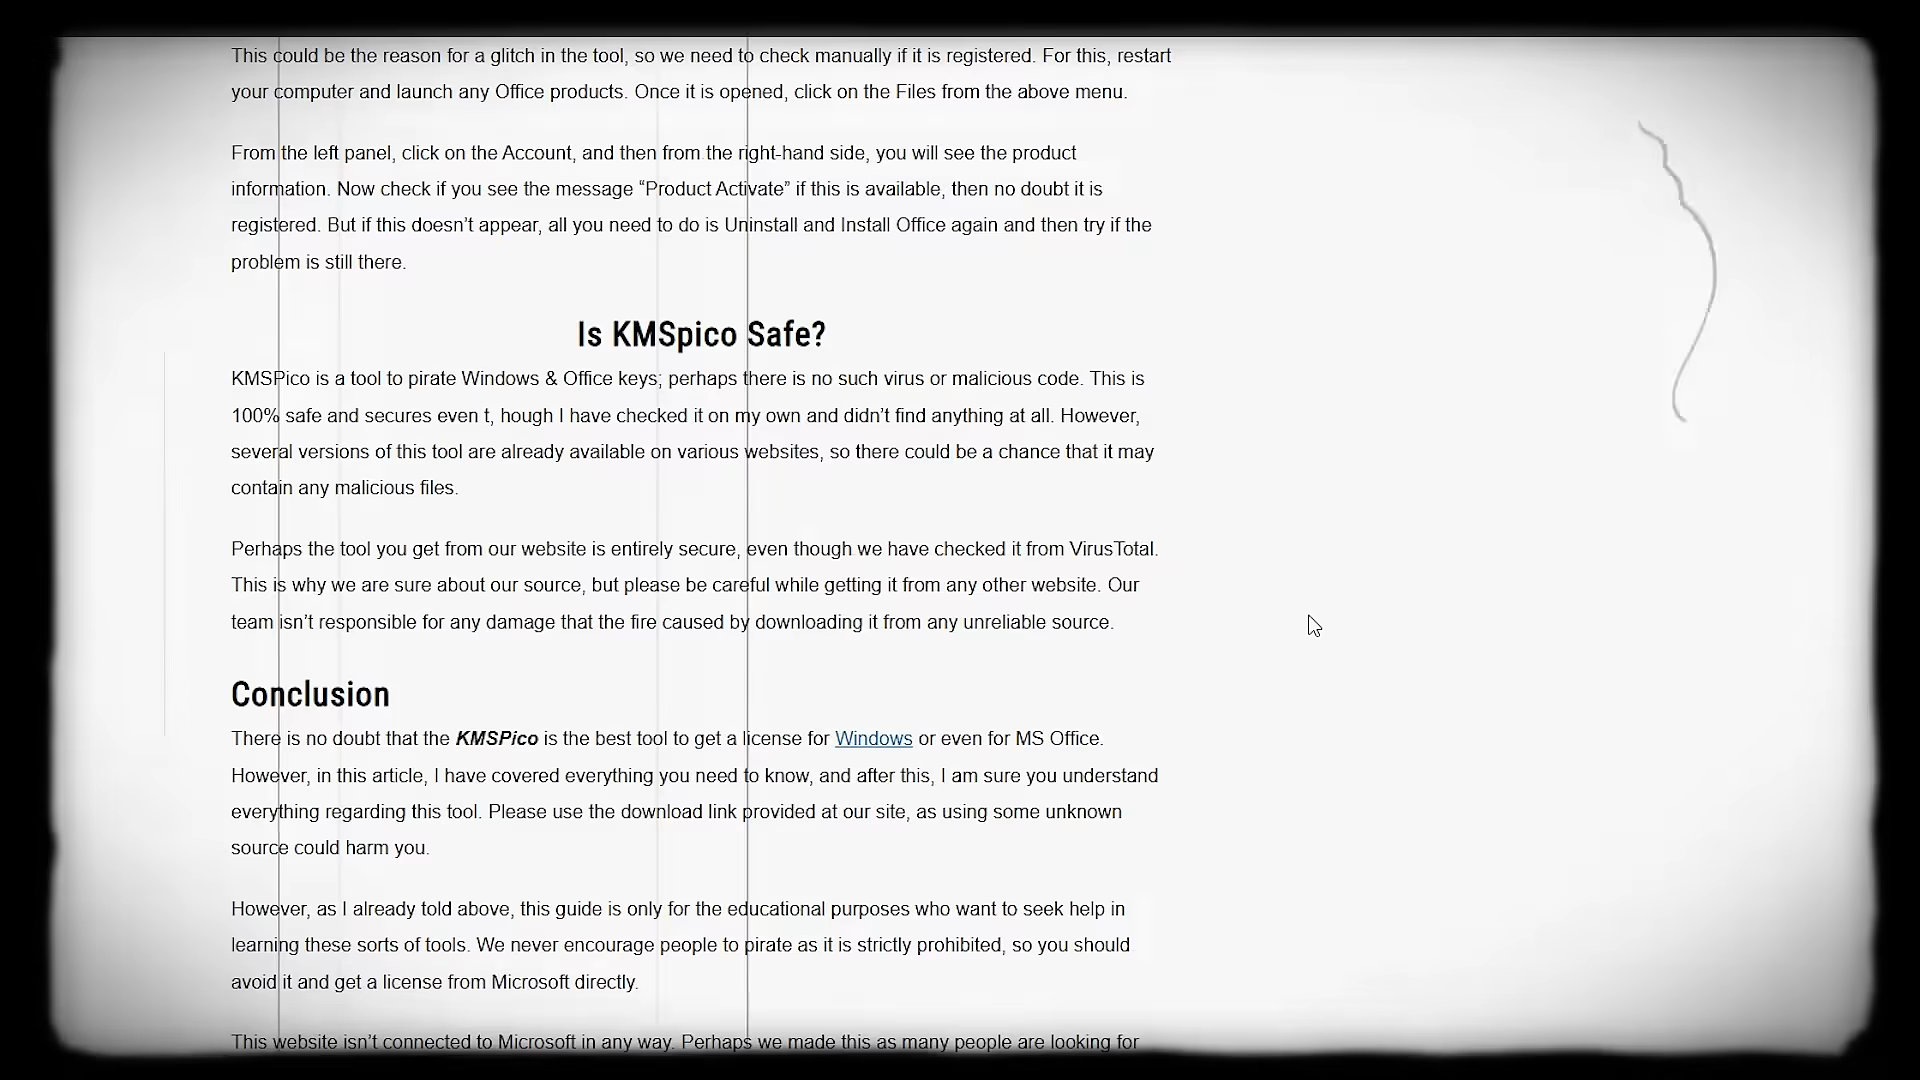 This could be the reason for a glitch in the tool, so we need to check manually if it is registered. For this, restart
your computer and launch any Office products. Once it is opened, click on the Files from the above menu.
From the left panel, click on the Account, and then from the right-hand side, you will see the product
information. Now check if you see the message “Product Activate” if this is available, then no doubt it is
registered. But if this doesn’t appear, all you need to do is Uninstall and Install Office again and then try if the
problem is still there.
Is KMSpico Safe?
KMSPico is a tool to pirate Windows & Office keys; perhaps there is no such virus or malicious code. This is
100% safe and secures even t, hough I have checked it on my own and didn’t find anything at all. However,
several versions of this tool are already available on various websites, so there could be a chance that it may
contain any malicious files.
Perhaps the tool you get from our website is entirely secure, even though we have checked it from VirusTotal.
This is why we are sure about our source, but please be careful while getting it from any other website. Our
team isn’t responsible for any damage that the fire caused by downloading it from any unreliable source.
Conclusion
There is no doubt that the KMSPico is the best tool to get a license for Windows or even for MS Office.
However, in this article, I have covered everything you need to know, and after this, I am sure you understand
everything regarding this tool. Please use the download link provided at our site, as using some unknown
source could harm you.
However, as I already told above, this guide is only for the educational purposes who want to seek help in
learning these sorts of tools. We never encourage people to pirate as it is strictly prohibited, so you should
avoid it and get a license from Microsoft directly.
This website isn’t connected to Microsoft in any way. Perhaps we made this as many people are looking for